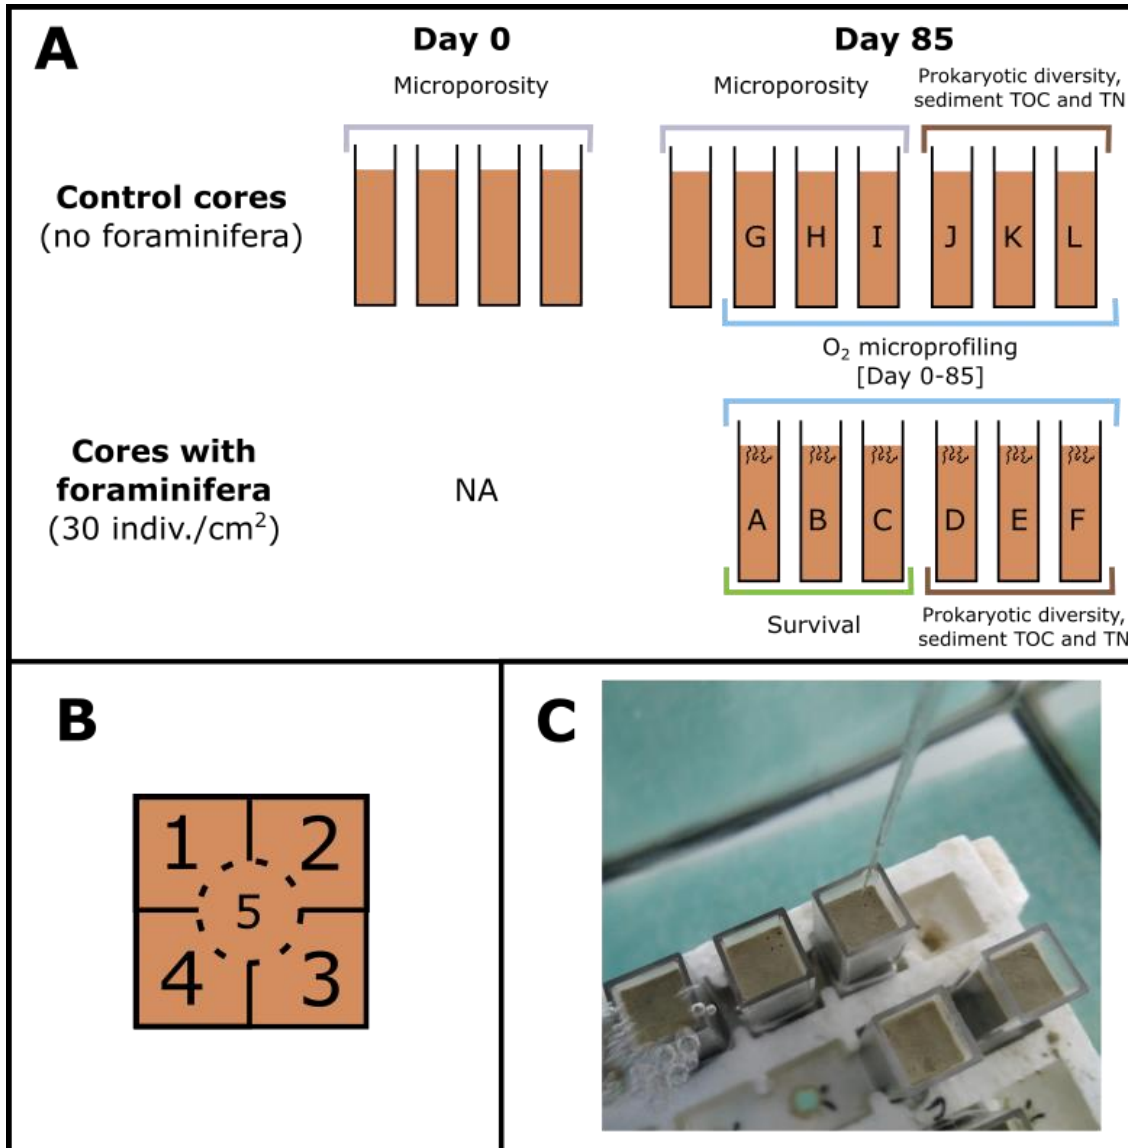 A
Day 0
Day 85
Microporosity
Microporosity
Prokaryotic diversity,
sediment TOC and TN
Control cores
(no foraminifera)
G H I J K L
O₂ microprofiling
[Day 0-85]
Cores with
foraminifera
(30 indiv./cm²)
NA
A B C D E F
Survival
Prokaryotic diversity,
sediment TOC and TN
B
1 2
5
4 3
C